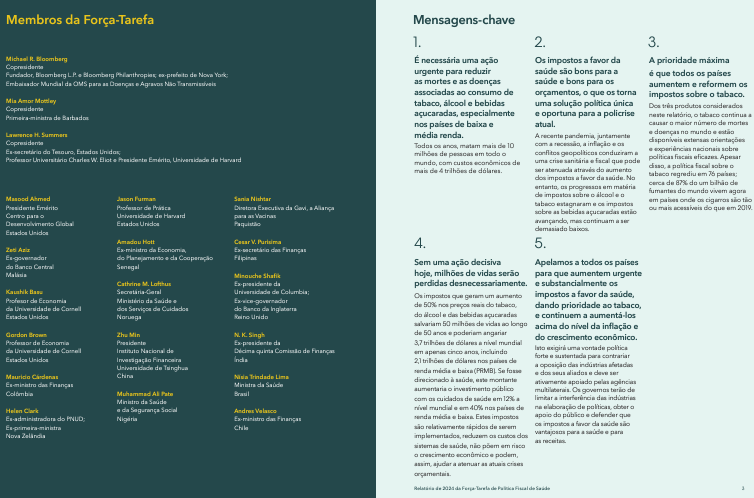 Membros da Força-Tarefa
Michael R. Bloomberg
Copresidente
Fundador, Bloomberg L.P. e Bloomberg Philanthropies; ex-prefeito de Nova York;
Embaixador Mundial da OMS para as Doenças e Agravos Não Transmissíveis
Mia Amor Mottley
Copresidente
Primeira-ministra de Barbados
Lawrence H. Summers
Copresidente
Ex-secretário do Tesouro, Estados Unidos;
Professor Universitário Charles W. Eliot e Presidente Emérito, Universidade de Harvard
Masood Ahmed
Presidente Emérito
Centro para o
Desenvolvimento Global
Estados Unidos
Zeti Aziz
Ex-governador
do Banco Central
Malásia
Kaushik Basu
Profesor de Economia
da Universidade de Cornell
Estados Unidos
Gordon Brown
Professor de Economia
da Universidade de Cornell
Estados Unidos
Mauricio Cárdenas
Ex-ministro das Finanças
Colômbia
Helen Clark
Ex-administradora do PNUD;
Ex-primeira-ministra
Nova Zelândia
Jason Furman
Professor de Prática
Universidade de Harvard
Estados Unidos
Amadou Hott
Ex-ministro da Economia,
do Planejamento e da Cooperação
Senegal
Cathrine M. Lofthus
Secretária-Geral
Ministério da Saúde e
dos Serviços de Cuidados
Noruega
Zhu Min
Presidente
Instituto Nacional de
Investigação Financeira
Universidade de Tsinghua
China
Muhammad Ali Pate
Ministro da Saúde
e da Segurança Social
Nigéria
Sania Nishtar
Diretora Executiva da Gavi, a Aliança
para as Vacinas
Paquistão
Cesar V. Purisima
Ex-secretário das Finanças
Filipinas
Minouche Shafik
Ex-presidente da
Universidade de Columbia;
Ex-vice-governador
do Banco da Inglaterra
Reino Unido
N. K. Singh
Ex-presidente da
Décima quinta Comissão de Finanças
Índia
Nísia Trindade Lima
Ministra da Saúde
Brasil
Andres Velasco
Ex-ministro das Finanças
Chile
Mensagens-chave
1.
É necessária uma ação
urgente para reduzir
as mortes e as doenças
associadas ao consumo de
tabaco, álcool e bebidas
açucaradas, especialmente
nos países de baixa e
média renda.
Todos os anos, matam mais de 10
milhões de pessoas em todo o
mundo, com custos econômicos de
mais de 4 trilhões de dólares.
2.
Os impostos a favor da
saúde são bons para a
saúde e bons para os
orçamentos, o que os torna
uma solução política única
e oportuna para a policrise
atual.
A recente pandemia, juntamente
com a recessão, a inflação e os
conflitos geopolíticos conduziram a
uma crise sanitária e fiscal que pode
ser atenuada através do aumento
dos impostos a favor da saúde. No
entanto, os progressos em matéria
de impostos sobre o álcool e o
tabaco estagnaram e os impostos
sobre as bebidas açucaradas estão
avançando, mas continuam a ser
demasiado baixos.
3.
A prioridade máxima
é que todos os países
aumentem e reformem os
impostos sobre o tabaco.
Dos três produtos considerados
neste relatório, o tabaco continua a
causar o maior número de mortes
e doenças no mundo e estão
disponíveis extensas orientações
e experiências nacionais sobre
políticas fiscais eficazes. Apesar
disso, a política fiscal sobre o
tabaco regrediu em 76 países;
cerca de 87% do um bilhão de
fumantes do mundo vivem agora
em países onde os cigarros são tão
ou mais acessíveis do que em 2019.
4.
Sem uma ação decisiva
hoje, milhões de vidas serão
perdidas desnecessariamente.
Os impostos que geram um aumento
de 50% nos preços reais do tabaco,
do álcool e das bebidas açucaradas
salvariam 50 milhões de vidas ao longo
de 50 anos e poderiam angariar
3,7 trilhões de dólares a nível mundial
em apenas cinco anos, incluindo
2,1 trilhões de dólares nos países de
renda média e baixa (PRMB). Se fosse
direcionado à saúde, este montante
aumentaria o investimento público
com os cuidados de saúde em 12% a
nível mundial e em 40% nos países de
renda média e baixa. Estes impostos
são relativamente rápidos de serem
implementados, reduzem os custos dos
sistemas de saúde, não põem em risco
o crescimento econômico e podem,
assim, ajudar a atenuar as atuais crises
orçamentais.
5.
Apelamos a todos os países
para que aumentem urgente
e substancialmente os
impostos a favor da saúde,
dando prioridade ao tabaco,
e continuem a aumentá-los
acima do nível da inflação e
do crescimento econômico.
Isto exigirá uma vontade política
forte e sustentada para contrariar
a oposição das indústrias afetadas
e dos seus aliados e deve ser
ativamente apoiado pelas agências
multilaterais. Os governos terão de
limitar a interferência das indústrias
na elaboração de políticas, obter o
apoio do público e defender que
os impostos a favor da saúde são
vantajosos para a saúde e para
as receitas.
Relatório de 2024 da Força-Tarefa de Política Fiscal de Saúde
3